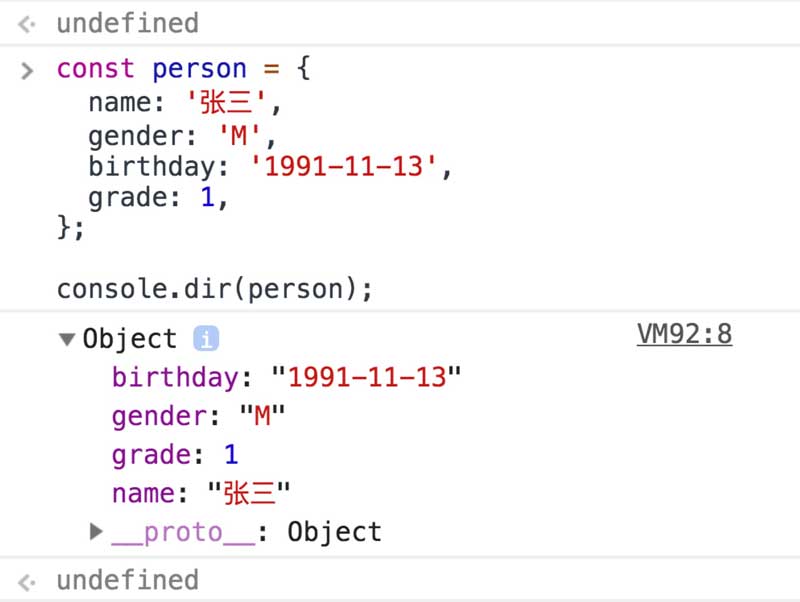 undefined
const person = {
name: '张三',
gender: 'M',
birthday: '1991-11-13',
grade: 1,
};
console.dir(person);
Object i VM92:8
birthday: "1991-11-13"
gender: "M"
grade: 1
name: "张三"
__proto__: Object
undefined